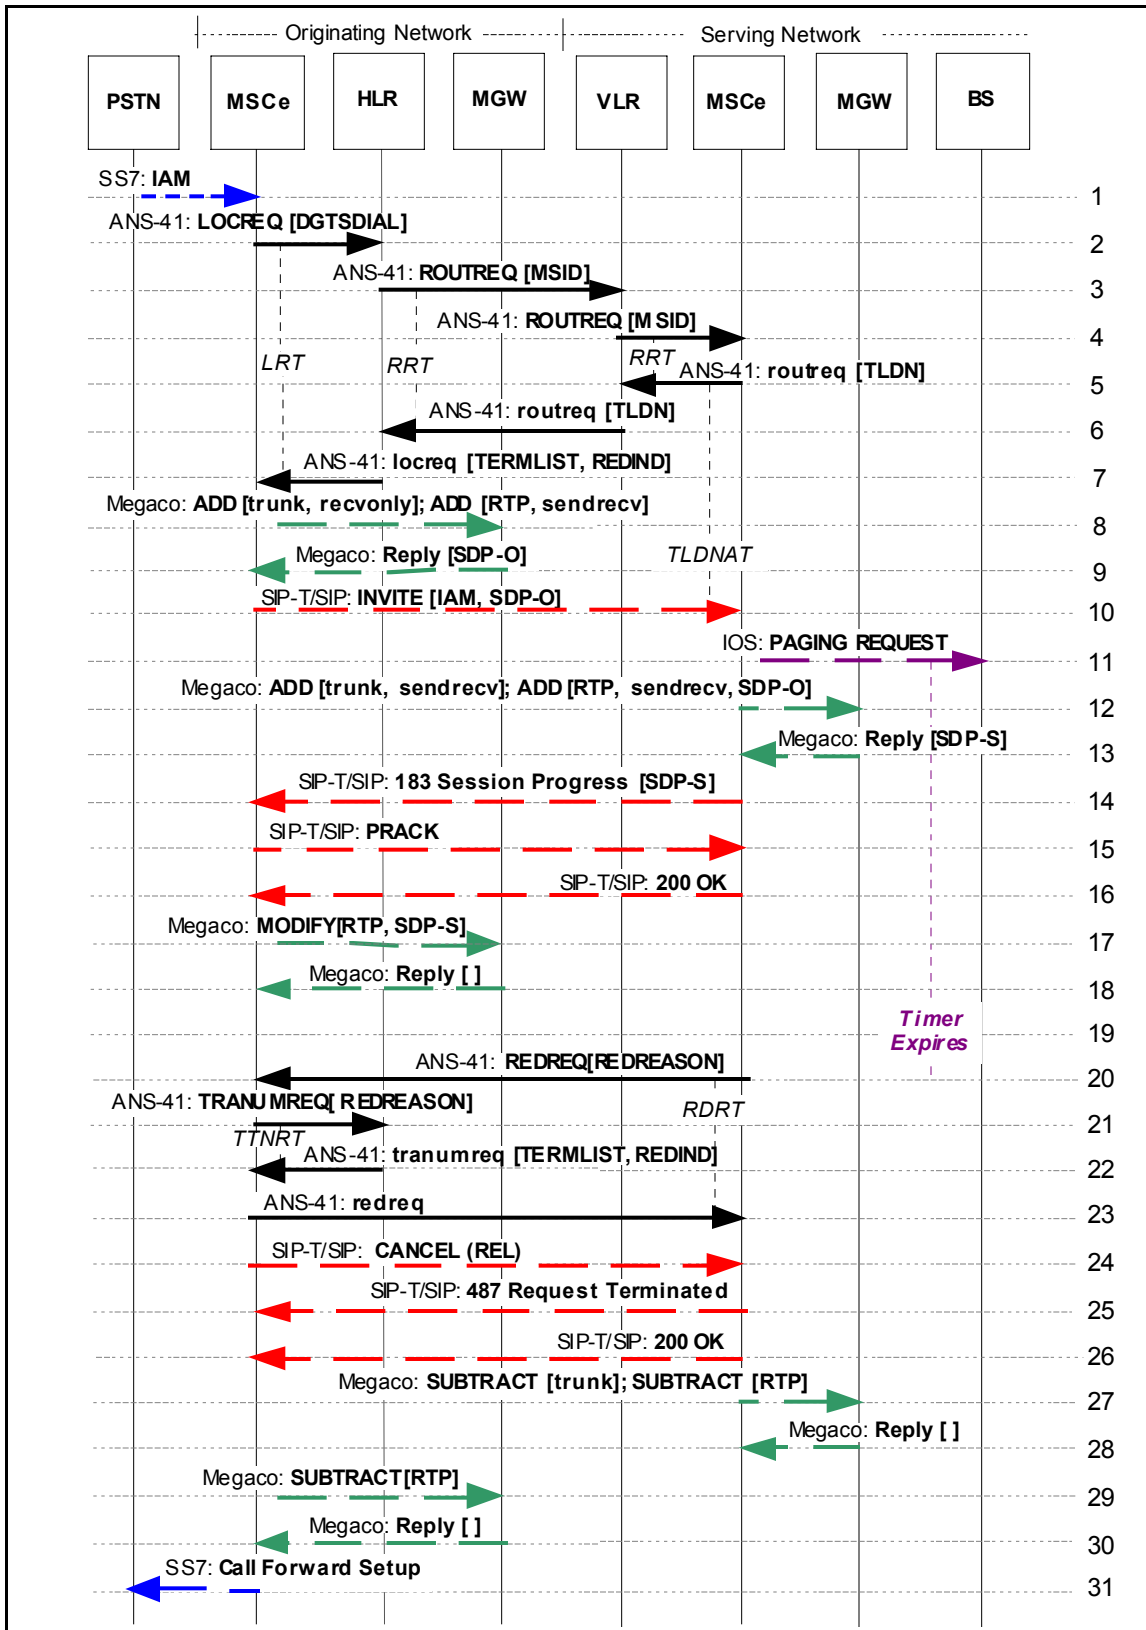 Originating Network
Serving Network
PSTN
MSCe
HLR
MGW
VLR
MSCe
MGW
BS
SS7: IAM
1
ANS-41: LOCREQ [DGTSDIAL]
2
ANS-41: ROUTREQ [MSID]
3
ANS-41: ROUTREQ [MSID]
4
LRT
RRT
RRT
ANS-41: routreq [TLDN]
5
ANS-41: routreq [TLDN]
6
ANS-41: locreq [TERMLIST, REDIND]
7
Megaco: ADD [trunk, recvonly]; ADD [RTP, sendrecv]
8
Megaco: Reply [SDP-O]
TLDNAT
9
SIP-T/SIP: INVITE [IAM, SDP-O]
10
IOS: PAGING REQUEST
11
Megaco: ADD [trunk, sendrecv]; ADD [RTP, sendrecv, SDP-O]
12
Megaco: Reply [SDP-S]
13
SIP-T/SIP: 183 Session Progress [SDP-S]
14
SIP-T/SIP: PRACK
15
SIP-T/SIP: 200 OK
16
Megaco: MODIFY[RTP, SDP-S]
17
Megaco: Reply [ ]
18
Timer
Expires
19
ANS-41: REDREQ[REDREASON]
20
ANS-41: TRANUMREQ[ REDREASON]
RDRT
21
TTNRT
ANS-41: tranumreq [TERMLIST, REDIND]
22
ANS-41: redreq
23
SIP-T/SIP: CANCEL (REL)
24
SIP-T/SIP: 487 Request Terminated
25
SIP-T/SIP: 200 OK
26
Megaco: SUBTRACT [trunk]; SUBTRACT [RTP]
27
Megaco: Reply [ ]
28
Megaco: SUBTRACT[RTP]
29
Megaco: Reply [ ]
30
SS7: Call Forward Setup
31